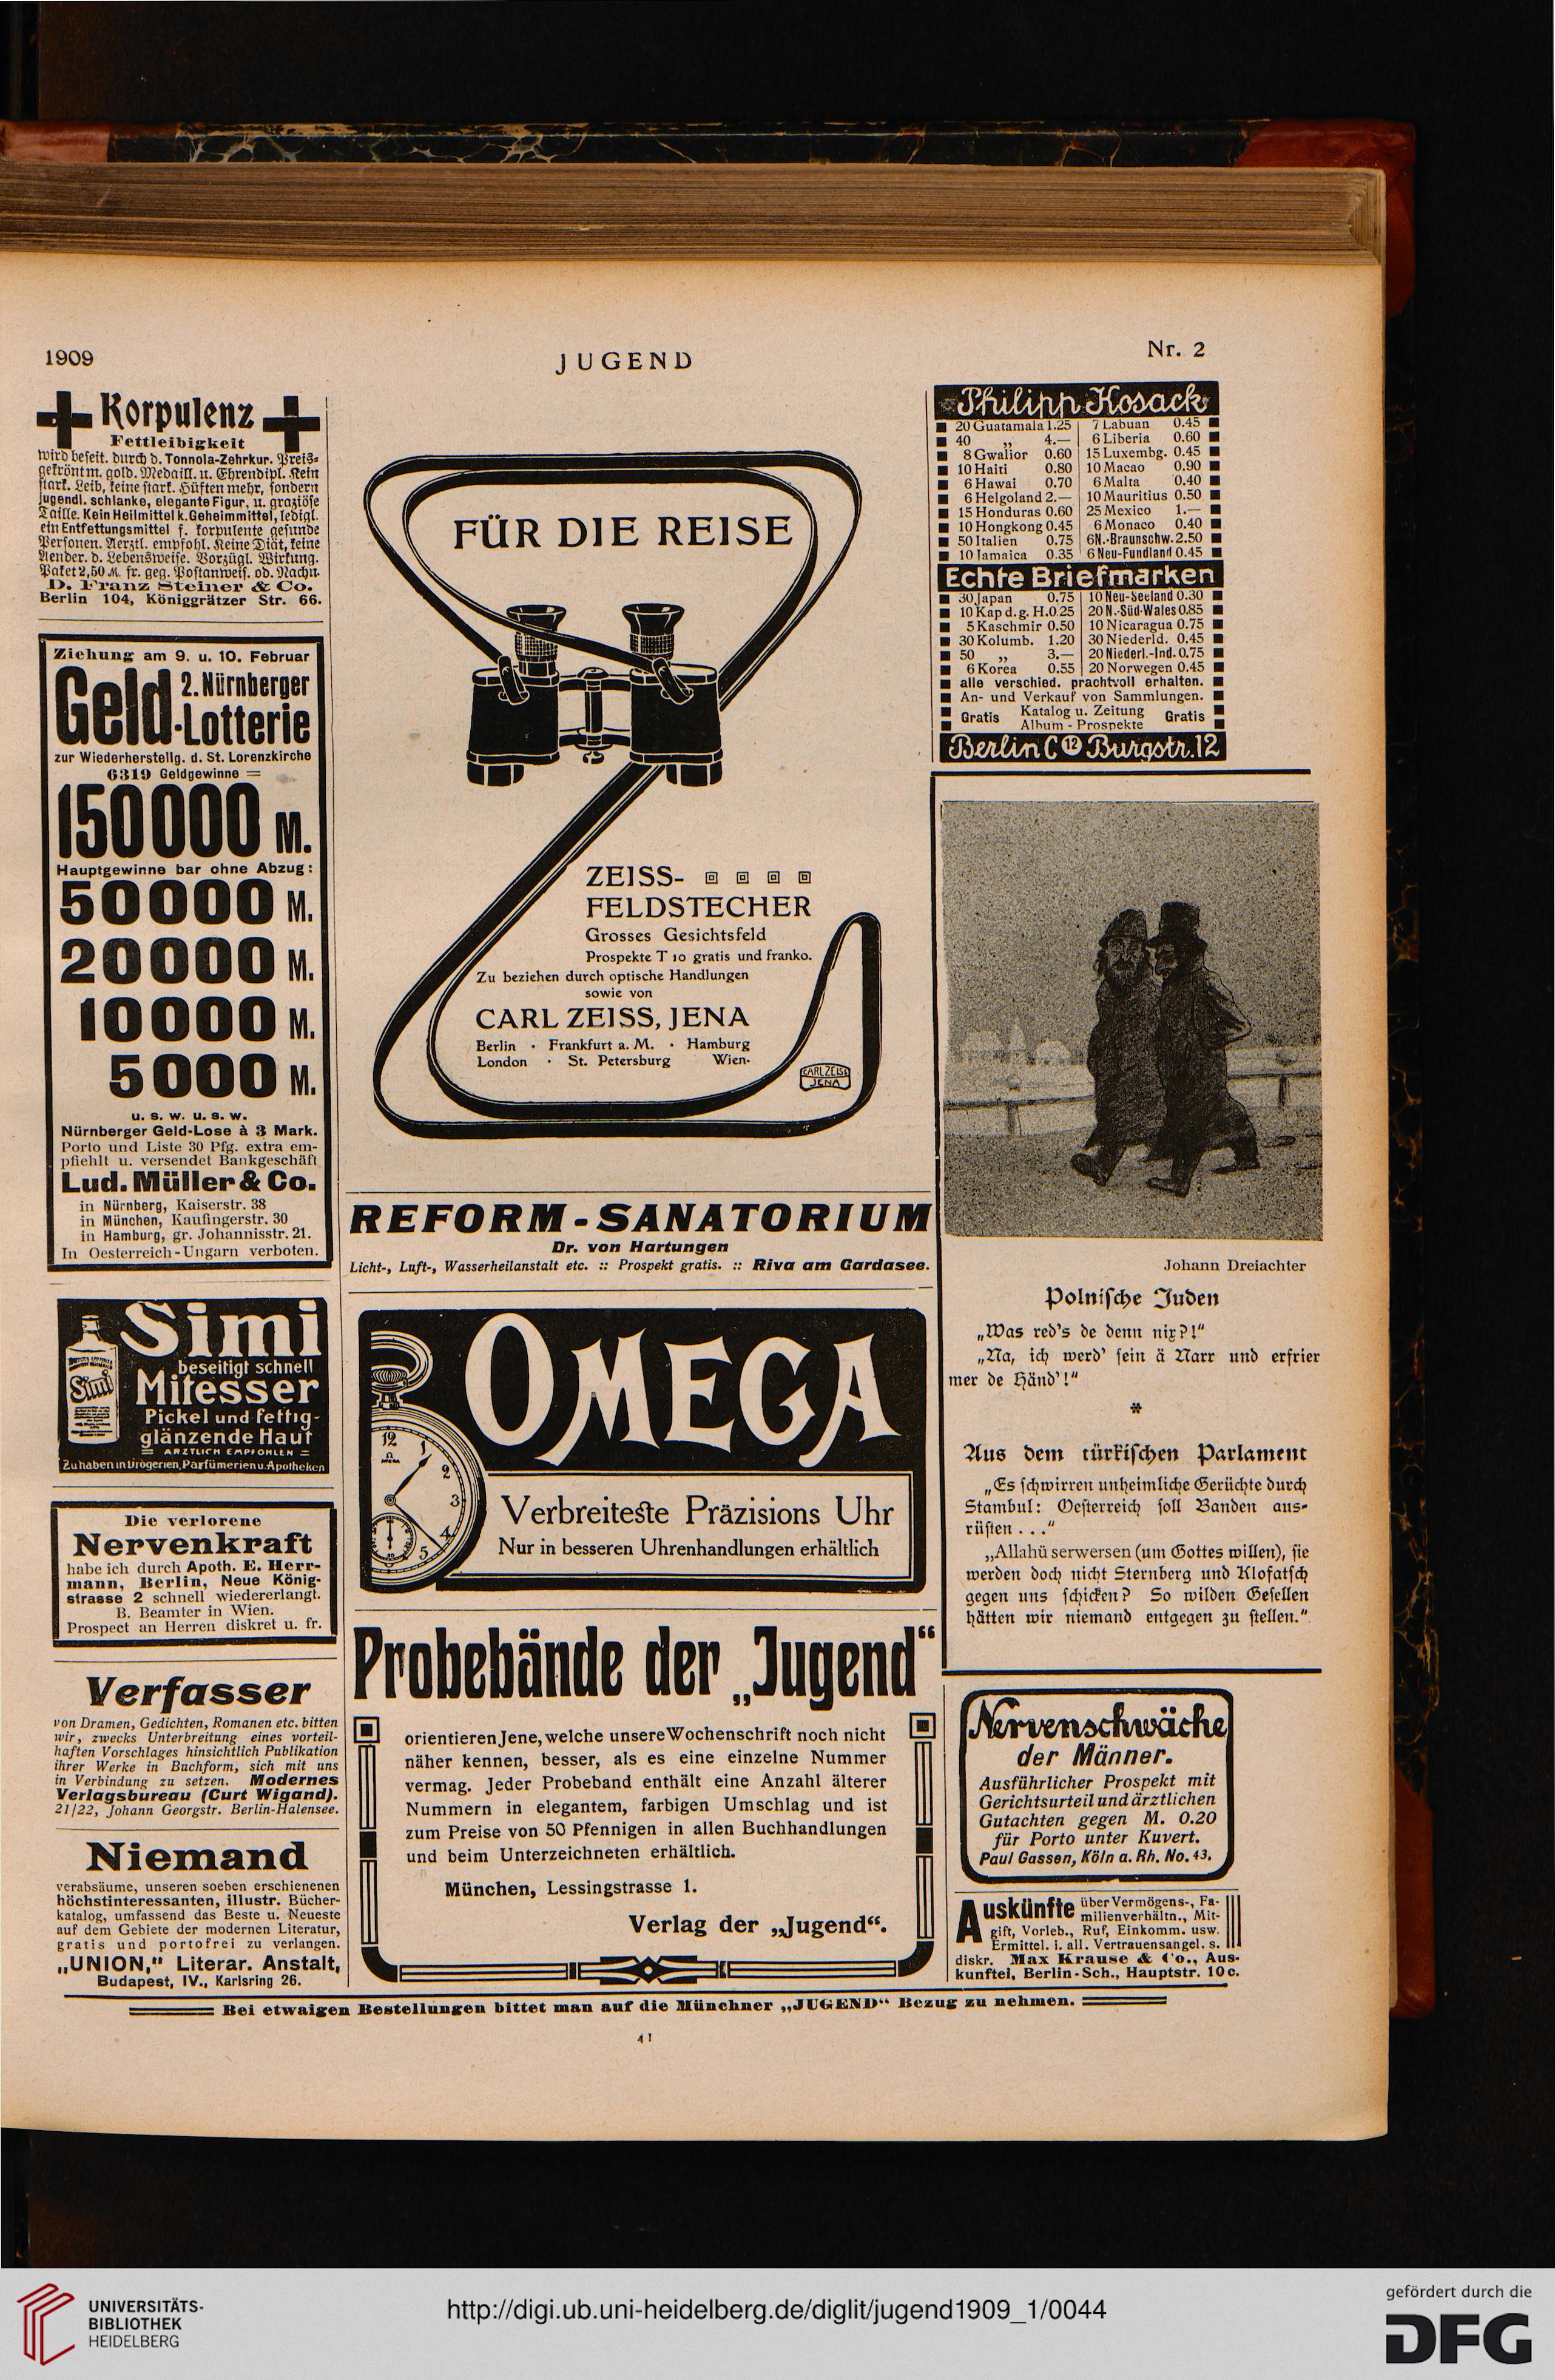 1909
JUGEND
Nr. 2
Korpulenz
Fettleibigkeit
wird beseit. durch d. Tonnola-Zehrkur. Preis-
gekrönt m. gold. Medaill. u. Ehrendipl. Kein
stark. Leib, keine stark. Hüften mehr, sondern
jugendl. schlanke, elegante Figur, u. graziöse
Taille. Kein Heilmittel k. Geheimmittel, ledigl.
ein Entfettungsmittel f. korpulente gesunde
Personen. Aerztl. empfohl. Keine Diät, keine
Aender. d. Lebensweise. Vorzügl. Wirkung.
Paket 2,50 M. fr. geg. Postanweis. od. Nachn.
D. Franz Steiner & Co.
Berlin 104, Königgrätzer Str. 66.
Ziehung am 9. u. 10. Februar
2. Nürnberger
Geld-Lotterie
zur Wiederherstellg. d. St. Lorenzkirche
6319 Geldgewinne =
150000 M.
Hauptgewinne bar ohne Abzug:
50000 M.
20000 M.
10000 M.
5000 M.
u. s. w. u. s. w.
Nürnberger Geld-Lose à 3 Mark.
Porto und Liste 30 Pfg. extra em-
pfiehlt u. versendet Bankgeschäft
Lud. Müller & Co.
in Nürnberg, Kaiserstr. 38
in München, Kaufingerstr. 30
in Hamburg, gr. Johannisstr. 21.
In Oesterreich-Ungarn verboten.
Simi
beseitigt schnell
Mitesser
Pickel und fettig-
glänzende Haut
= ÄRZTLICH EMPFOHLEN =
Zu haben in Drogerien, Parfümerien u. Apotheken
Simi
Die verlorene
Nervenkraft
habe ich durch Apoth. E. Herr-
mann, Berlin, Neue König-
strasse 2 schnell wiedererlangt.
B. Beamter in Wien.
Prospect an Herren diskret u. fr.
Verfasser
von Dramen, Gedichten, Romanen etc. bitten
wir, zwecks Unterbreitung eines vorteil-
haften Vorschlages hinsichtlich Publikation
ihrer Werke in Buchform, sich mit uns
in Verbindung zu setzen. Modernes
Verlagsbureau (Curt Wigand).
21/22, Johann Georgstr. Berlin-Halensee.
Niemand
verabsäume, unseren soeben erschienenen
höchstinteressanten, illustr. Bücher-
katalog, umfassend das Beste u. Neueste
auf dem Gebiete der modernen Literatur,
gratis und portofrei zu verlangen.
„UNION," Literar. Anstalt,
Budapest, IV., Karlsring 26.
FÜR DIE REISE
ZEISS-
FELDSTECHER
Grosses Gesichtsfeld
Prospekte T 10 gratis und franko.
Zu beziehen durch optische Handlungen
sowie von
CARL ZEISS, JENA
Berlin · Frankfurt a. M. · Hamburg
London · St. Petersburg Wien·
CARL ZEISS
JENA
REFORM-SANATORIUM
Dr. von Hartungen
Licht-, Luft-, Wasserheilanstalt etc. :: Prospekt gratis. :: Riva am Gardasee.
OMEGA
12 1 2 3 4 5
Ω
OMEGA
Verbreiteste Präzisions Uhr
Nur in besseren Uhrenhandlungen erhältlich
Probebände der „Jugend“
orientieren Jene, welche unsere Wochenschrift noch nicht
näher kennen, besser, als es eine einzelne Nummer
vermag. Jeder Probeband enthält eine Anzahl älterer
Nummern in elegantem, farbigen Umschlag und ist
zum Preise von 50 Pfennigen in allen Buchhandlungen
und beim Unterzeichneten erhältlich.
München, Lessingstrasse 1.
Verlag der „Jugend“.
Philipp Kosack
20 Guatamala 1.25 7 Labuan 0.45
40 „ 4.— 6 Liberia 0.60
8 Gwalior 0.60 15 Luxembg. 0.45
10 Haiti 0.80 10 Macao 0.90
6 Hawai 0.70 6 Malta 0.40
6 Helgoland 2.— 10 Mauritius 0.50
15 Honduras 0.60 25 Mexico 1.—
10 Hongkong 0.45 6 Monaco 0.40
50 Italien 0.75 6 N.-Braunschw. 2.50
10 Jamaica 0.35 6 Neu-Fundland 0.45
Echte Briefmarken
30 Japan 0.75 10 Neu-Seeland 0.30
10 Kap d. g. H. 0.25 20 N.-Süd-Wales 0.85
5 Kaschmir 0.50 10 Nicaragua 0.75
30 Kolumb. 1.20 30 Niederld. 0.45
50 „ 3.— 20 Niederl.-Ind. 0.75
6 Korea 0.55 20 Norwegen 0.45
alle verschied. prachtvoll erhalten.
An- und Verkauf von Sammlungen.
Gratis Katalog u. Zeitung Gratis
Album-Prospekte
Berlin C 12 Burgstr. 12
Johann Dreiachter
Polnische Juden
„Was red's de denn nix?!“
„Na, ich werd' sein ä Narr und erfrier
mer de Händ'!“
*
Aus dem türkischen Parlament
„Es schwirren unheimliche Gerüchte durch
Stambul: Oesterreich soll Banden aus-
rüsten . . .“
„Allahü serwersen (um Gottes willen), sie
werden doch nicht Sternberg und Klofatsch
gegen uns schicken? So wilden Gesellen
hätten wir niemand entgegen zu stellen.“
Nervenschwäche
der Männer.
Ausführlicher Prospekt mit
Gerichtsurteil und ärztlichen
Gutachten gegen M. 0.20
für Porto unter Kuvert.
Paul Gassen, Köln a. Rh. No. 43.
Auskünfte über Vermögens-, Fa-
milienverhältn., Mit-
gift, Vorleb., Ruf, Einkomm. usw.
Ermittel. i. all. Vertrauensangel. s.
diskr. Max Krause & Co., Aus-
kunftei, Berlin-Sch., Hauptstr. 10c.
Bei etwaigen Bestellungen bittet man auf die Münchner „JUGEND“ Bezug zu nehmen.
41
UNIVERSITÄTS-
BIBLIOTHEK
HEIDELBERG
http://digi.ub.uni-heidelberg.de/diglit/jugend1909_1/0044
gefördert durch die
DFG